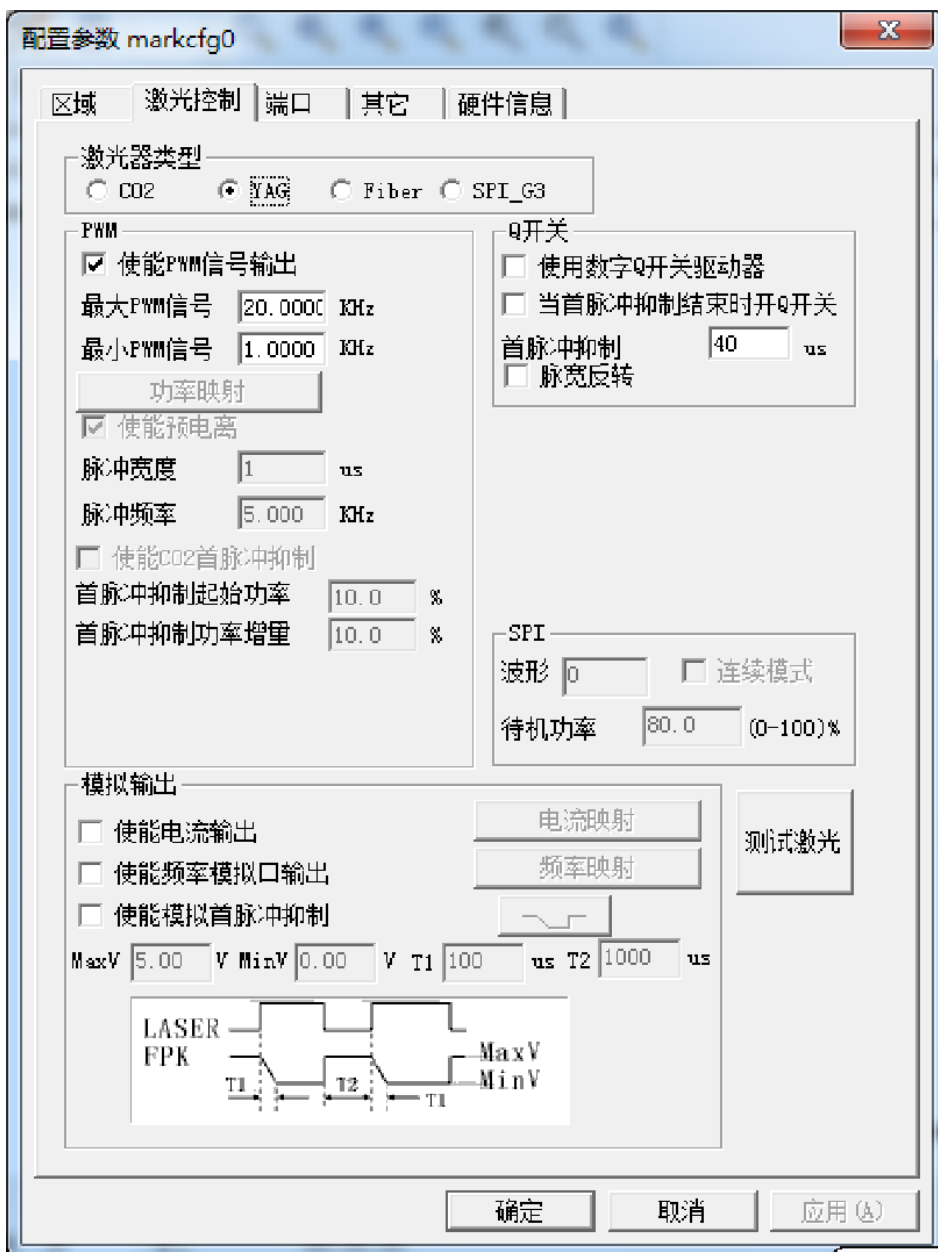 配置参数 markcfg0
区域 激光控制 端口 其它 硬件信息
激光器类型
CO2 YAG Fiber SPI_G3
PWM
使能PWM信号输出
最大PWM信号 20.0000 KHz
最小PWM信号 1.0000 KHz
功率映射
使能预电离
脉冲宽度 1 us
脉冲频率 5.000 KHz
使能CO2首脉冲抑制
首脉冲抑制起始功率 10.0 %
首脉冲抑制功率增量 10.0 %
Q开关
使用数字Q开关驱动器
当首脉冲抑制结束时开Q开关
首脉冲抑制 40 us
脉宽反转
SPI
波形 0 连续模式
待机功率 80.0 (0-100)%
模拟输出
使能电流输出 电流映射
使能频率模拟口输出 频率映射
使能模拟首脉冲抑制
MaxV 5.00 V MinV 0.00 V T1 100 us T2 1000 us
LASER
FPK MaxV
MinV
T1 T2 T1
测试激光
确定 取消 应用(A)